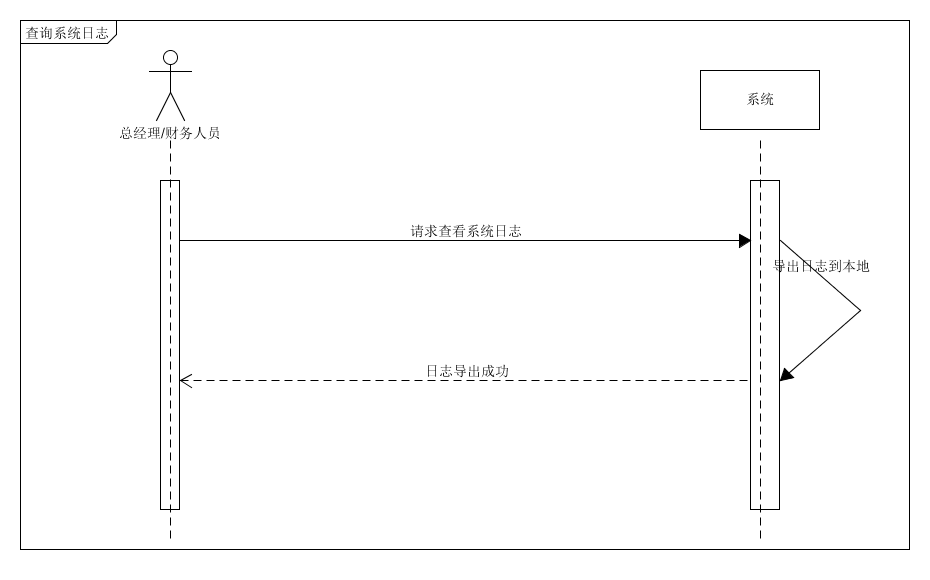 查询系统日志
总经理/财务人员
系统
请求查看系统日志
导出日志到本地
日志导出成功